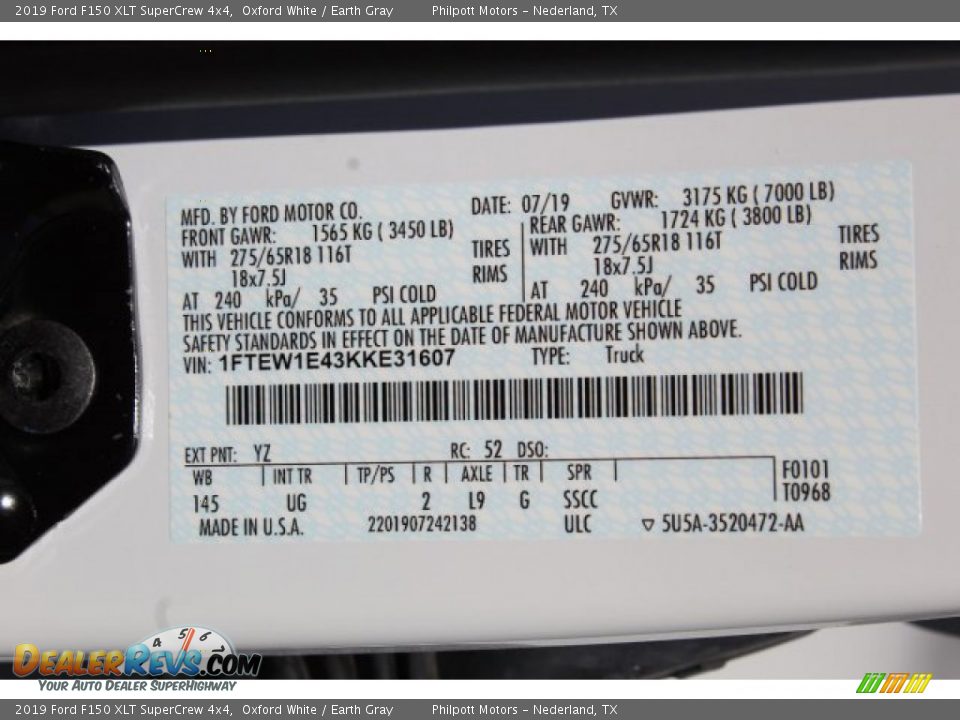 2019 Ford F150 XLT SuperCrew 4x4, Oxford White / Earth Gray Philpott Motors - Nederland, TX
MFD. BY FORD MOTOR CO. DATE: 07/19 GVWR: 3175 KG ( 7000 LB)
FRONT GAWR: 1565 KG ( 3450 LB) REAR GAWR: 1724 KG ( 3800 LB)
WITH 275/65R18 116T TIRES WITH 275/65R18 116T TIRES
18x7.5J RIMS 18x7.5J RIMS
AT 240 kPa/ 35 PSI COLD AT 240 kPa/ 35 PSI COLD
THIS VEHICLE CONFORMS TO ALL APPLICABLE FEDERAL MOTOR VEHICLE
SAFETY STANDARDS IN EFFECT ON THE DATE OF MANUFACTURE SHOWN ABOVE.
VIN: 1FTEW1E43KKE31607 TYPE: Truck
EXT PNT: YZ RC: 52 DSO:
WB INT TR TP/PS R AXLE TR SPR F0101
145 UG 2 L9 G SSCC T0968
MADE IN U.S.A. 2201907242138 ULC ▽ 5U5A-3520472-AA
4 5 6
DEALERREVS.COM
YOUR AUTO DEALER SUPERHIGHWAY
2019 Ford F150 XLT SuperCrew 4x4, Oxford White / Earth Gray Philpott Motors - Nederland, TX